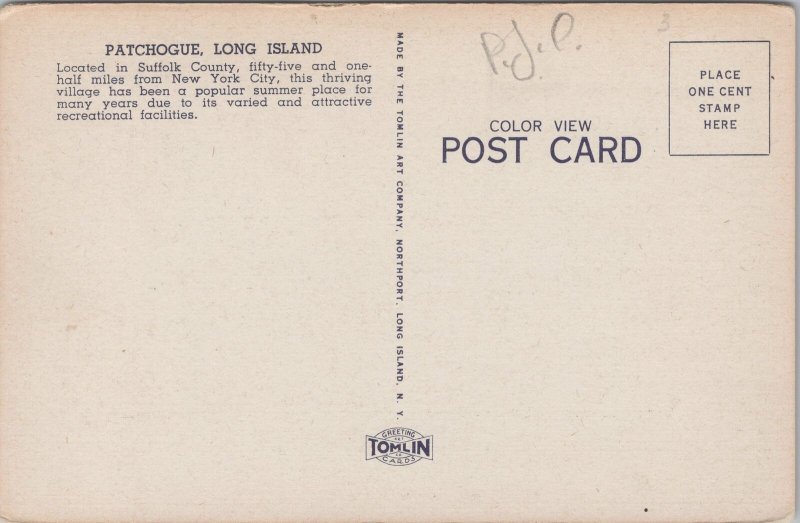 PATCHOGUE, LONG ISLAND
Located in Suffolk County, fifty-five and one-
half miles from New York City, this thriving
village has been a popular summer place for
many years due to its varied and attractive
recreational facilities.
MADE BY THE TOMLIN ART COMPANY, NORTHPORT, LONG ISLAND, N. Y.
GREETING
TOMLIN
CARDS
P.J.P.
3
COLOR VIEW
POST CARD
PLACE
ONE CENT
STAMP
HERE